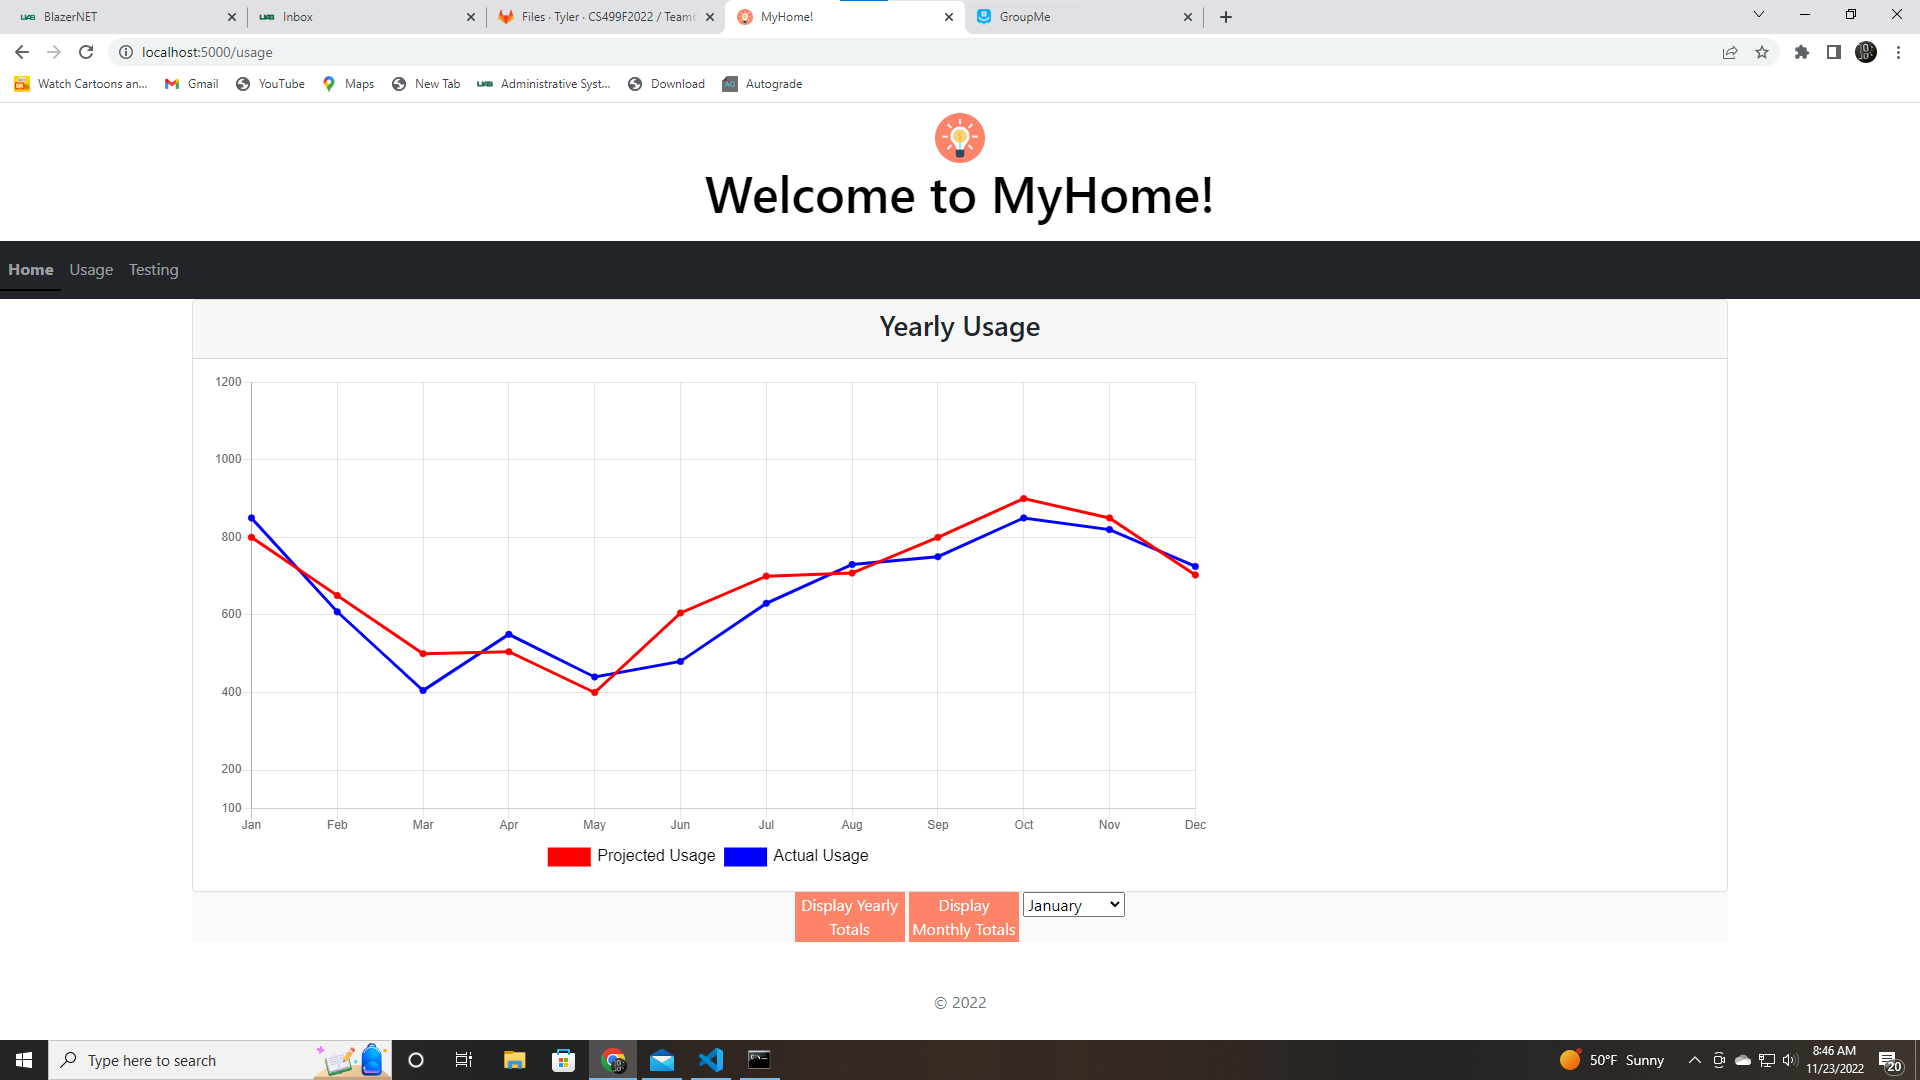 BlazerNET
Inbox
Files · Tyler · CS499F2022 / Team
MyHome!
GroupMe
localhost:5000/usage
Watch Cartoons an...
Gmail
YouTube
Maps
New Tab
Administrative Syst...
Download
AG
Autograde
Welcome to MyHome!
Home
Usage
Testing
Yearly Usage
1200
1000
800
600
400
200
100
Jan
Feb
Mar
Apr
May
Jun
Jul
Aug
Sep
Oct
Nov
Dec
Projected Usage
Actual Usage
Display Yearly
Totals
Display
Monthly Totals
January
© 2022
Type here to search
50°F Sunny
8:46 AM
11/23/2022
20